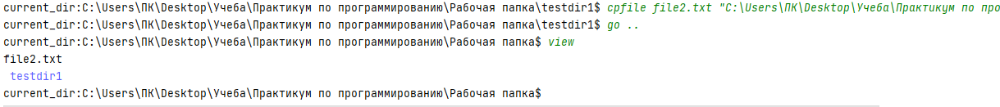 current_dir:C:\Users\ПК\Desktop\Учеба\Практикум по программированию\Рабочая папка\testdir1$ cpfile file2.txt "C:\Users\ПК\Desktop\Учеба\Практикум по про
current_dir:C:\Users\ПК\Desktop\Учеба\Практикум по программированию\Рабочая папка\testdir1$ go ..
current_dir:C:\Users\ПК\Desktop\Учеба\Практикум по программированию\Рабочая папка$ view
file2.txt
testdir1
current_dir:C:\Users\ПК\Desktop\Учеба\Практикум по программированию\Рабочая папка$